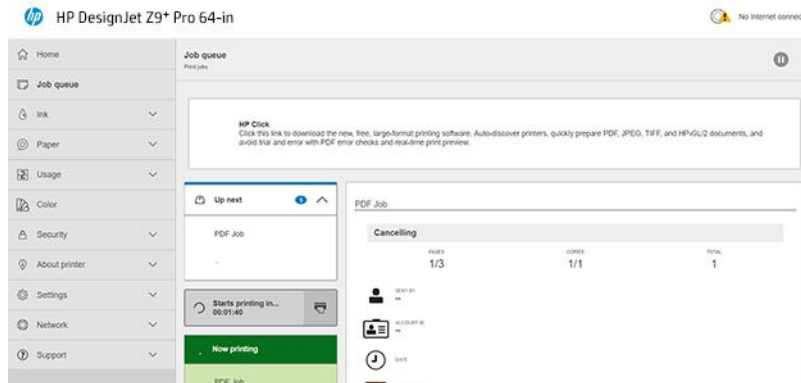 hp
HP DesignJet Z9⁺ Pro 64-in
No Internet connec
Home
Job queue
Ink
Paper
Usage
Color
Security
About printer
Settings
Network
Support
Job queue
Print jobs
HP Click
Click this link to download the new, free, large-format printing software. Auto-discover printers, quickly prepare PDF, JPEG, TIFF, and HP-GL/2 documents, and
avoid trial and error with PDF error checks and real-time print preview.
Up next
PDF Job
-
Starts printing in...
00:01:40
Now printing
PDF Job
PDF Job
Cancelling
PAGES
COPIES
TOTAL
1/3
1/1
1
SENT BY
--
ACCOUNT ID
--
DATE